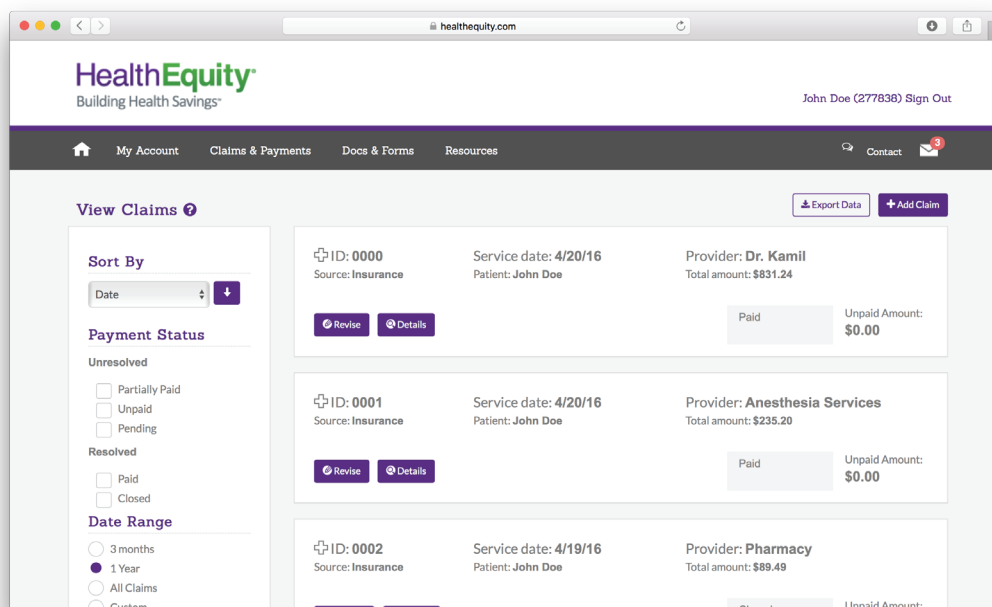 healthequity.com
HealthEquity
Building Health Savings
John Doe (277838) Sign Out
My Account Claims & Payments Docs & Forms Resources Contact 3
View Claims ?
Export Data + Add Claim
Sort By
Date
Payment Status
Unresolved
Partially Paid
Unpaid
Pending
Resolved
Paid
Closed
Date Range
3 months
1 Year
All Claims
Custom
ID: 0000 Service date: 4/20/16 Provider: Dr. Kamil
Source: Insurance Patient: John Doe Total amount: $831.24
Revise Details
Paid
Unpaid Amount:
$0.00
ID: 0001 Service date: 4/20/16 Provider: Anesthesia Services
Source: Insurance Patient: John Doe Total amount: $235.20
Revise Details
Paid
Unpaid Amount:
$0.00
ID: 0002 Service date: 4/19/16 Provider: Pharmacy
Source: Insurance Patient: John Doe Total amount: $89.49
Unpaid Amount: